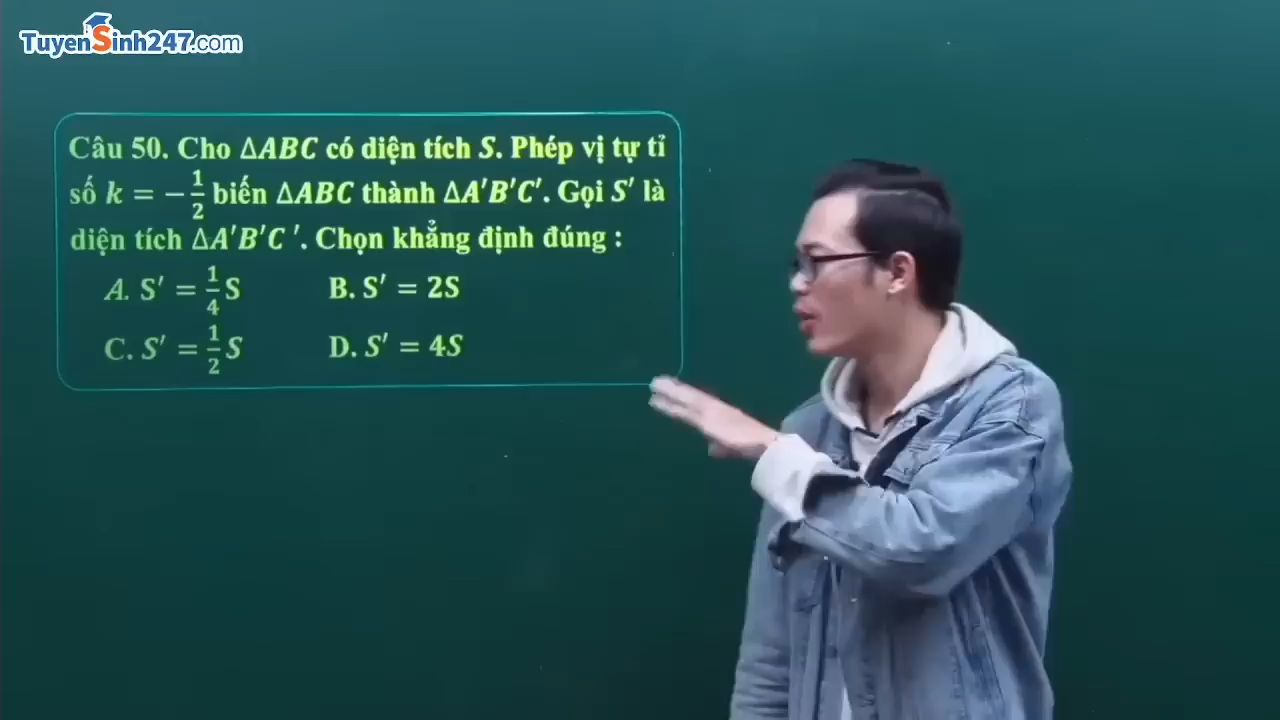 TuyenSinh247.com
Câu 50. Cho ΔABC có diện tích S. Phép vị tự tỉ
số k = −1/2 biến ΔABC thành ΔA'B'C'. Gọi S' là
diện tích ΔA'B'C '. Chọn khẳng định đúng :
A. S' = 1/4 S B. S' = 2S
C. S' = 1/2 S D. S' = 4S